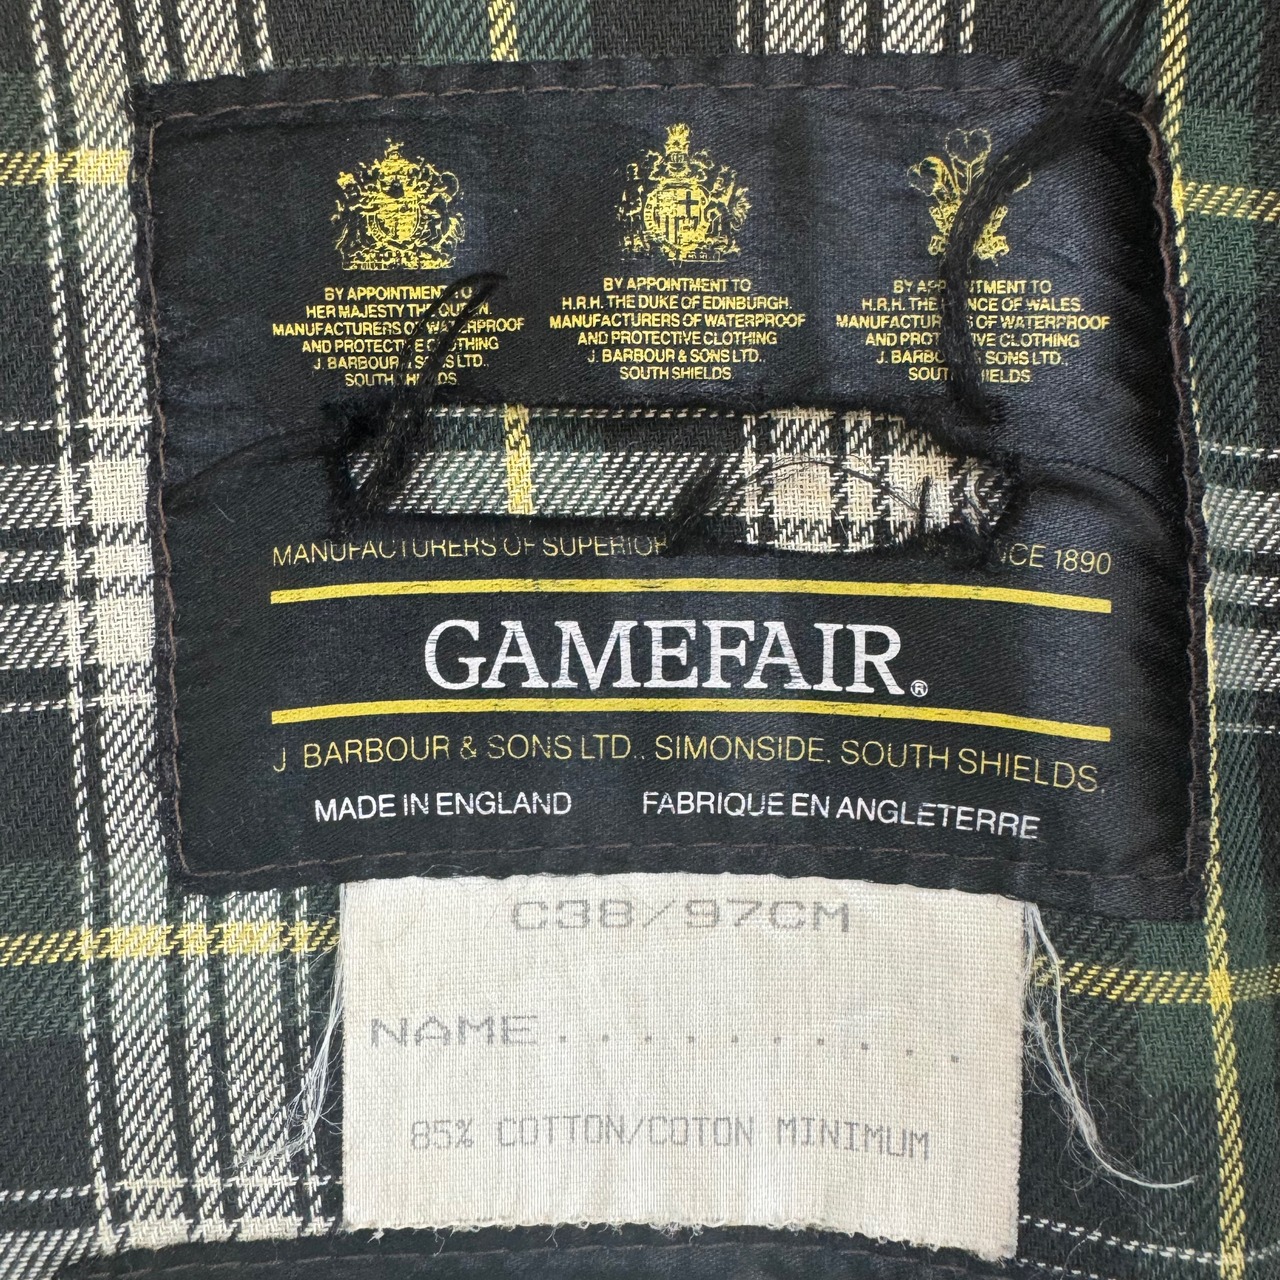 BY APPOINTMENT TO
HER MAJESTY THE QUEEN.
MANUFACTURERS OF WATERPROOF
AND PROTECTIVE CLOTHING
J. BARBOUR & SONS LTD.
SOUTH SHIELDS.
BY APPOINTMENT TO
H.R.H. THE DUKE OF EDINBURGH.
MANUFACTURERS OF WATERPROOF
AND PROTECTIVE CLOTHING
J. BARBOUR & SONS LTD.,
SOUTH SHIELDS.
BY APPOINTMENT TO
H.R.H. THE PRINCE OF WALES.
MANUFACTURERS OF WATERPROOF
AND PROTECTIVE CLOTHING
J. BARBOUR & SONS LTD.,
SOUTH SHIELDS.
MANUFACTURERS OF SUPERIOR SINCE 1890
GAMEFAIR®
J BARBOUR & SONS LTD., SIMONSIDE, SOUTH SHIELDS.
MADE IN ENGLAND FABRIQUE EN ANGLETERRE
C38/97CM
NAME..........
85% COTTON/COTON MINIMUM